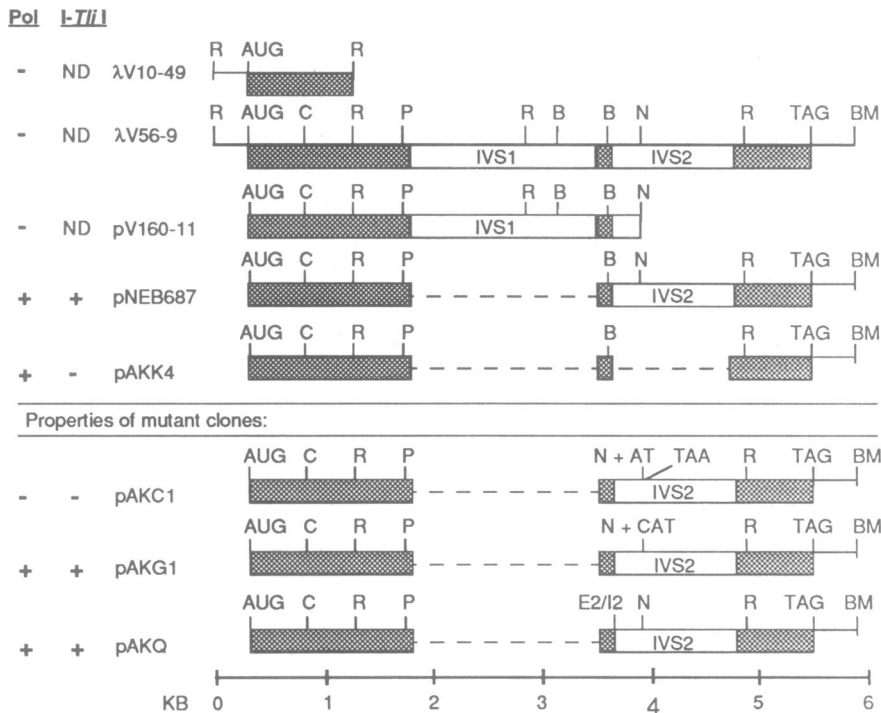 Pol I-Tli I
R AUG R
- ND λV10-49
R AUG C R P R B B N R TAG BM
- ND λV56-9
IVS1 IVS2
AUG C R P R B B N
- ND pV160-11 IVS1
AUG C R P B N R TAG BM
+ + pNEB687 IVS2
AUG C R P B R TAG BM
+ - pAKK4
Properties of mutant clones:
AUG C R P N + AT TAA R TAG BM
- - pAKC1 IVS2
AUG C R P N + CAT R TAG BM
+ + pAKG1 IVS2
AUG C R P E2/I2 N R TAG BM
+ + pAKQ IVS2
KB 0 1 2 3 4 5 6